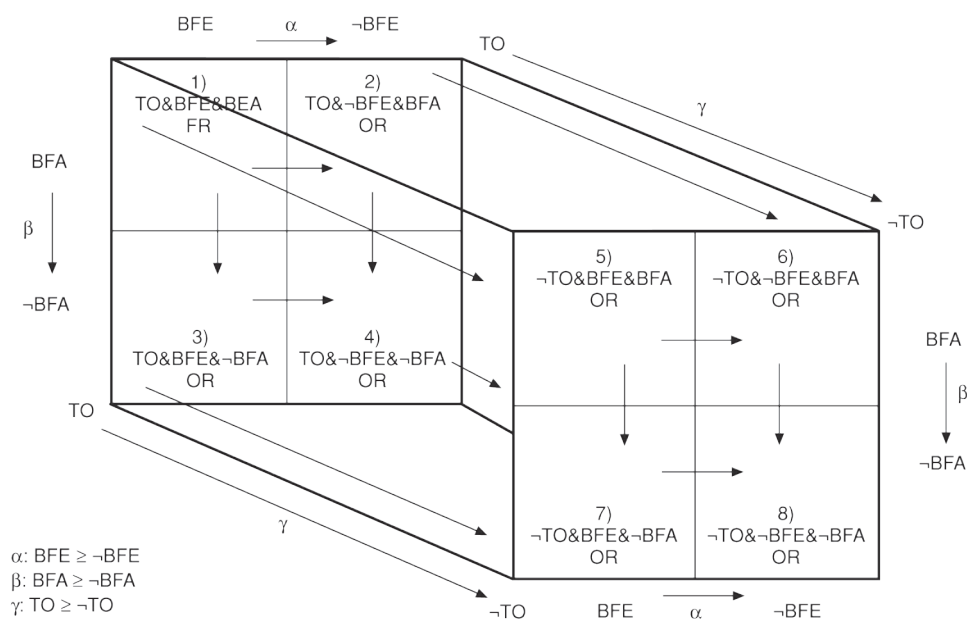 BFE α ¬BFE
TO
1)
TO&BFE&BEA
FR
2)
TO&¬BFE&BFA
OR
γ
BFA
β
¬BFA
¬TO
5)
¬TO&BFE&BFA
OR
6)
¬TO&¬BFE&BFA
OR
3)
TO&BFE&¬BFA
OR
4)
TO&¬BFE&¬BFA
OR
BFA
β
¬BFA
TO
γ
7)
¬TO&BFE&¬BFA
OR
8)
¬TO&¬BFE&¬BFA
OR
α: BFE ≥ ¬BFE
β: BFA ≥ ¬BFA
γ: TO ≥ ¬TO
¬TO BFE α ¬BFE